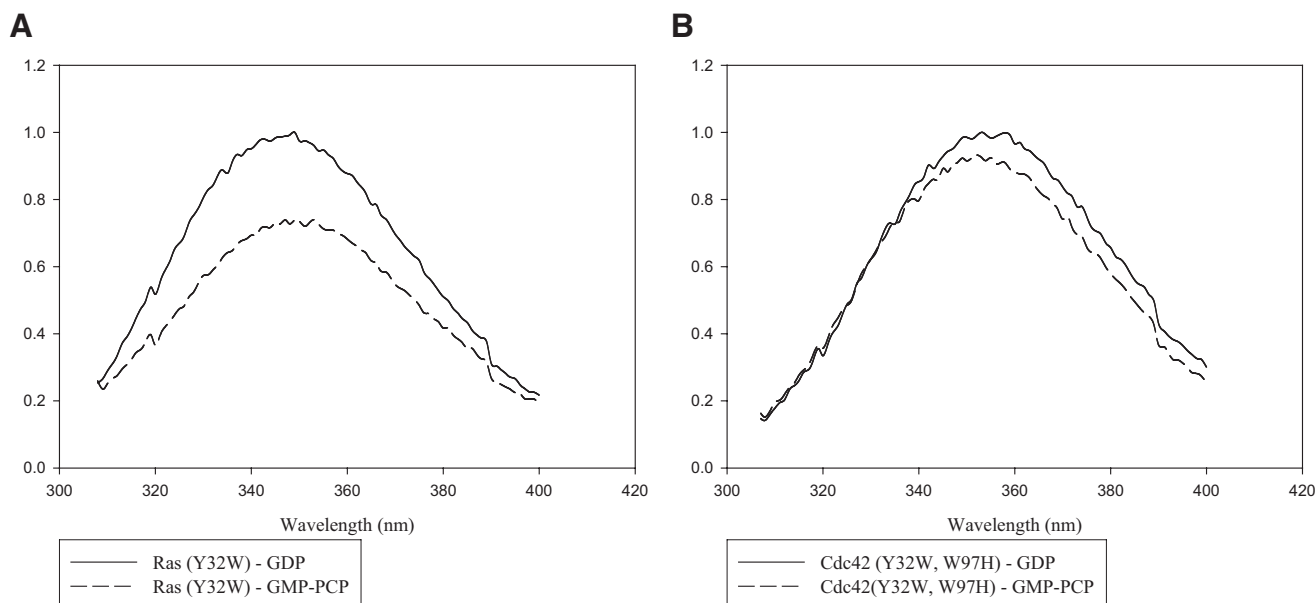 A
1.2
1.0
0.8
0.6
0.4
0.2
0.0
300 320 340 360 380 400 420
Wavelength (nm)
Ras (Y32W) - GDP
Ras (Y32W) - GMP-PCP
B
1.2
1.0
0.8
0.6
0.4
0.2
0.0
300 320 340 360 380 400 420
Wavelength (nm)
Cdc42 (Y32W, W97H) - GDP
Cdc42(Y32W, W97H) - GMP-PCP